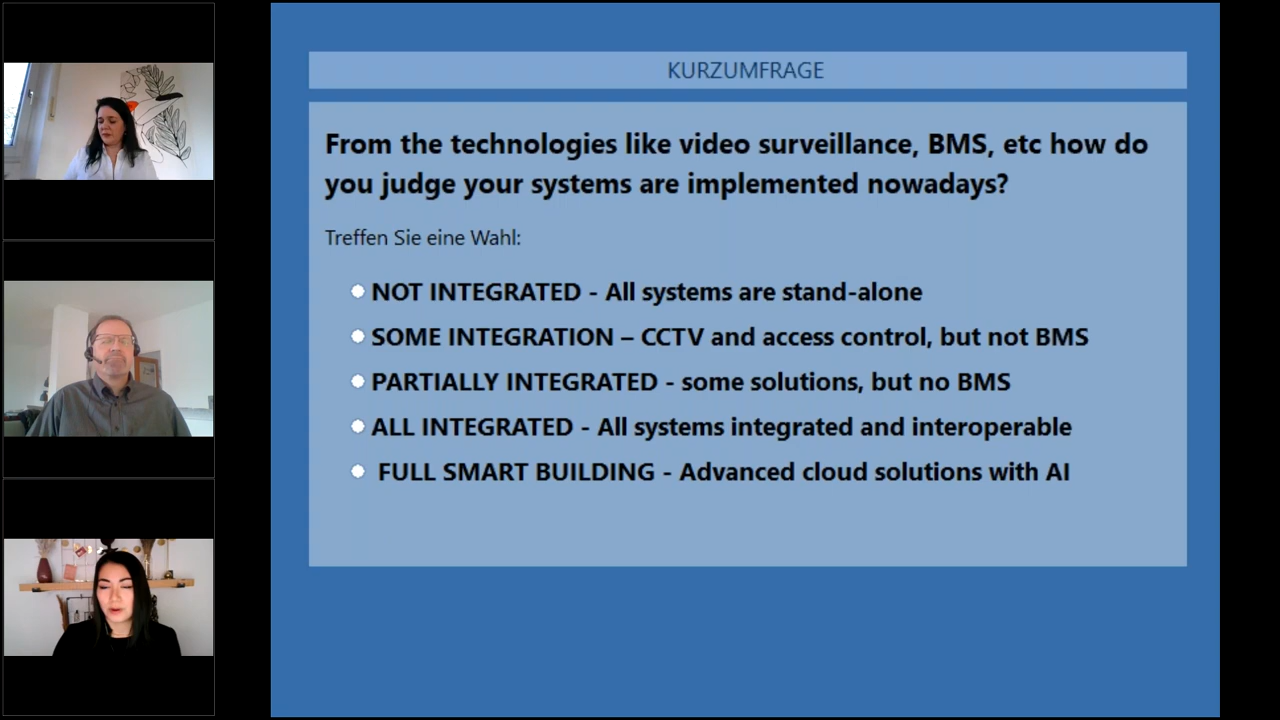 KURZUMFRAGE
From the technologies like video surveillance, BMS, etc how do
you judge your systems are implemented nowadays?
Treffen Sie eine Wahl:
NOT INTEGRATED - All systems are stand-alone
SOME INTEGRATION – CCTV and access control, but not BMS
PARTIALLY INTEGRATED - some solutions, but no BMS
ALL INTEGRATED - All systems integrated and interoperable
FULL SMART BUILDING - Advanced cloud solutions with AI